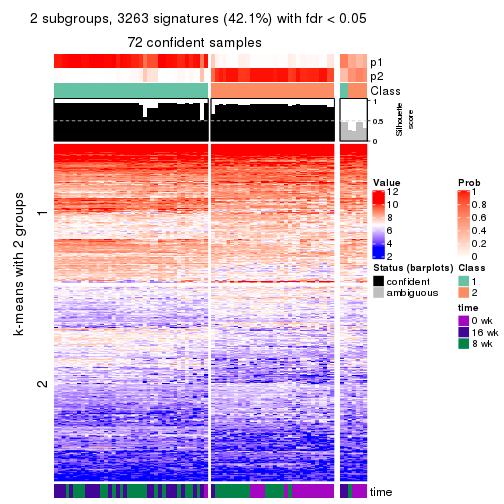 2 subgroups, 3263 signatures (42.1%) with fdr < 0.05
72 confident samples
p1
p2
Class
1
0.5
0
Silhouette
score
k-means with 2 groups
1
2
time
Value
12
10
8
6
4
2
Prob
1
0.8
0.6
0.4
0.2
0
Status (barplots)
confident
ambiguous
Class
1
2
time
0 wk
16 wk
8 wk